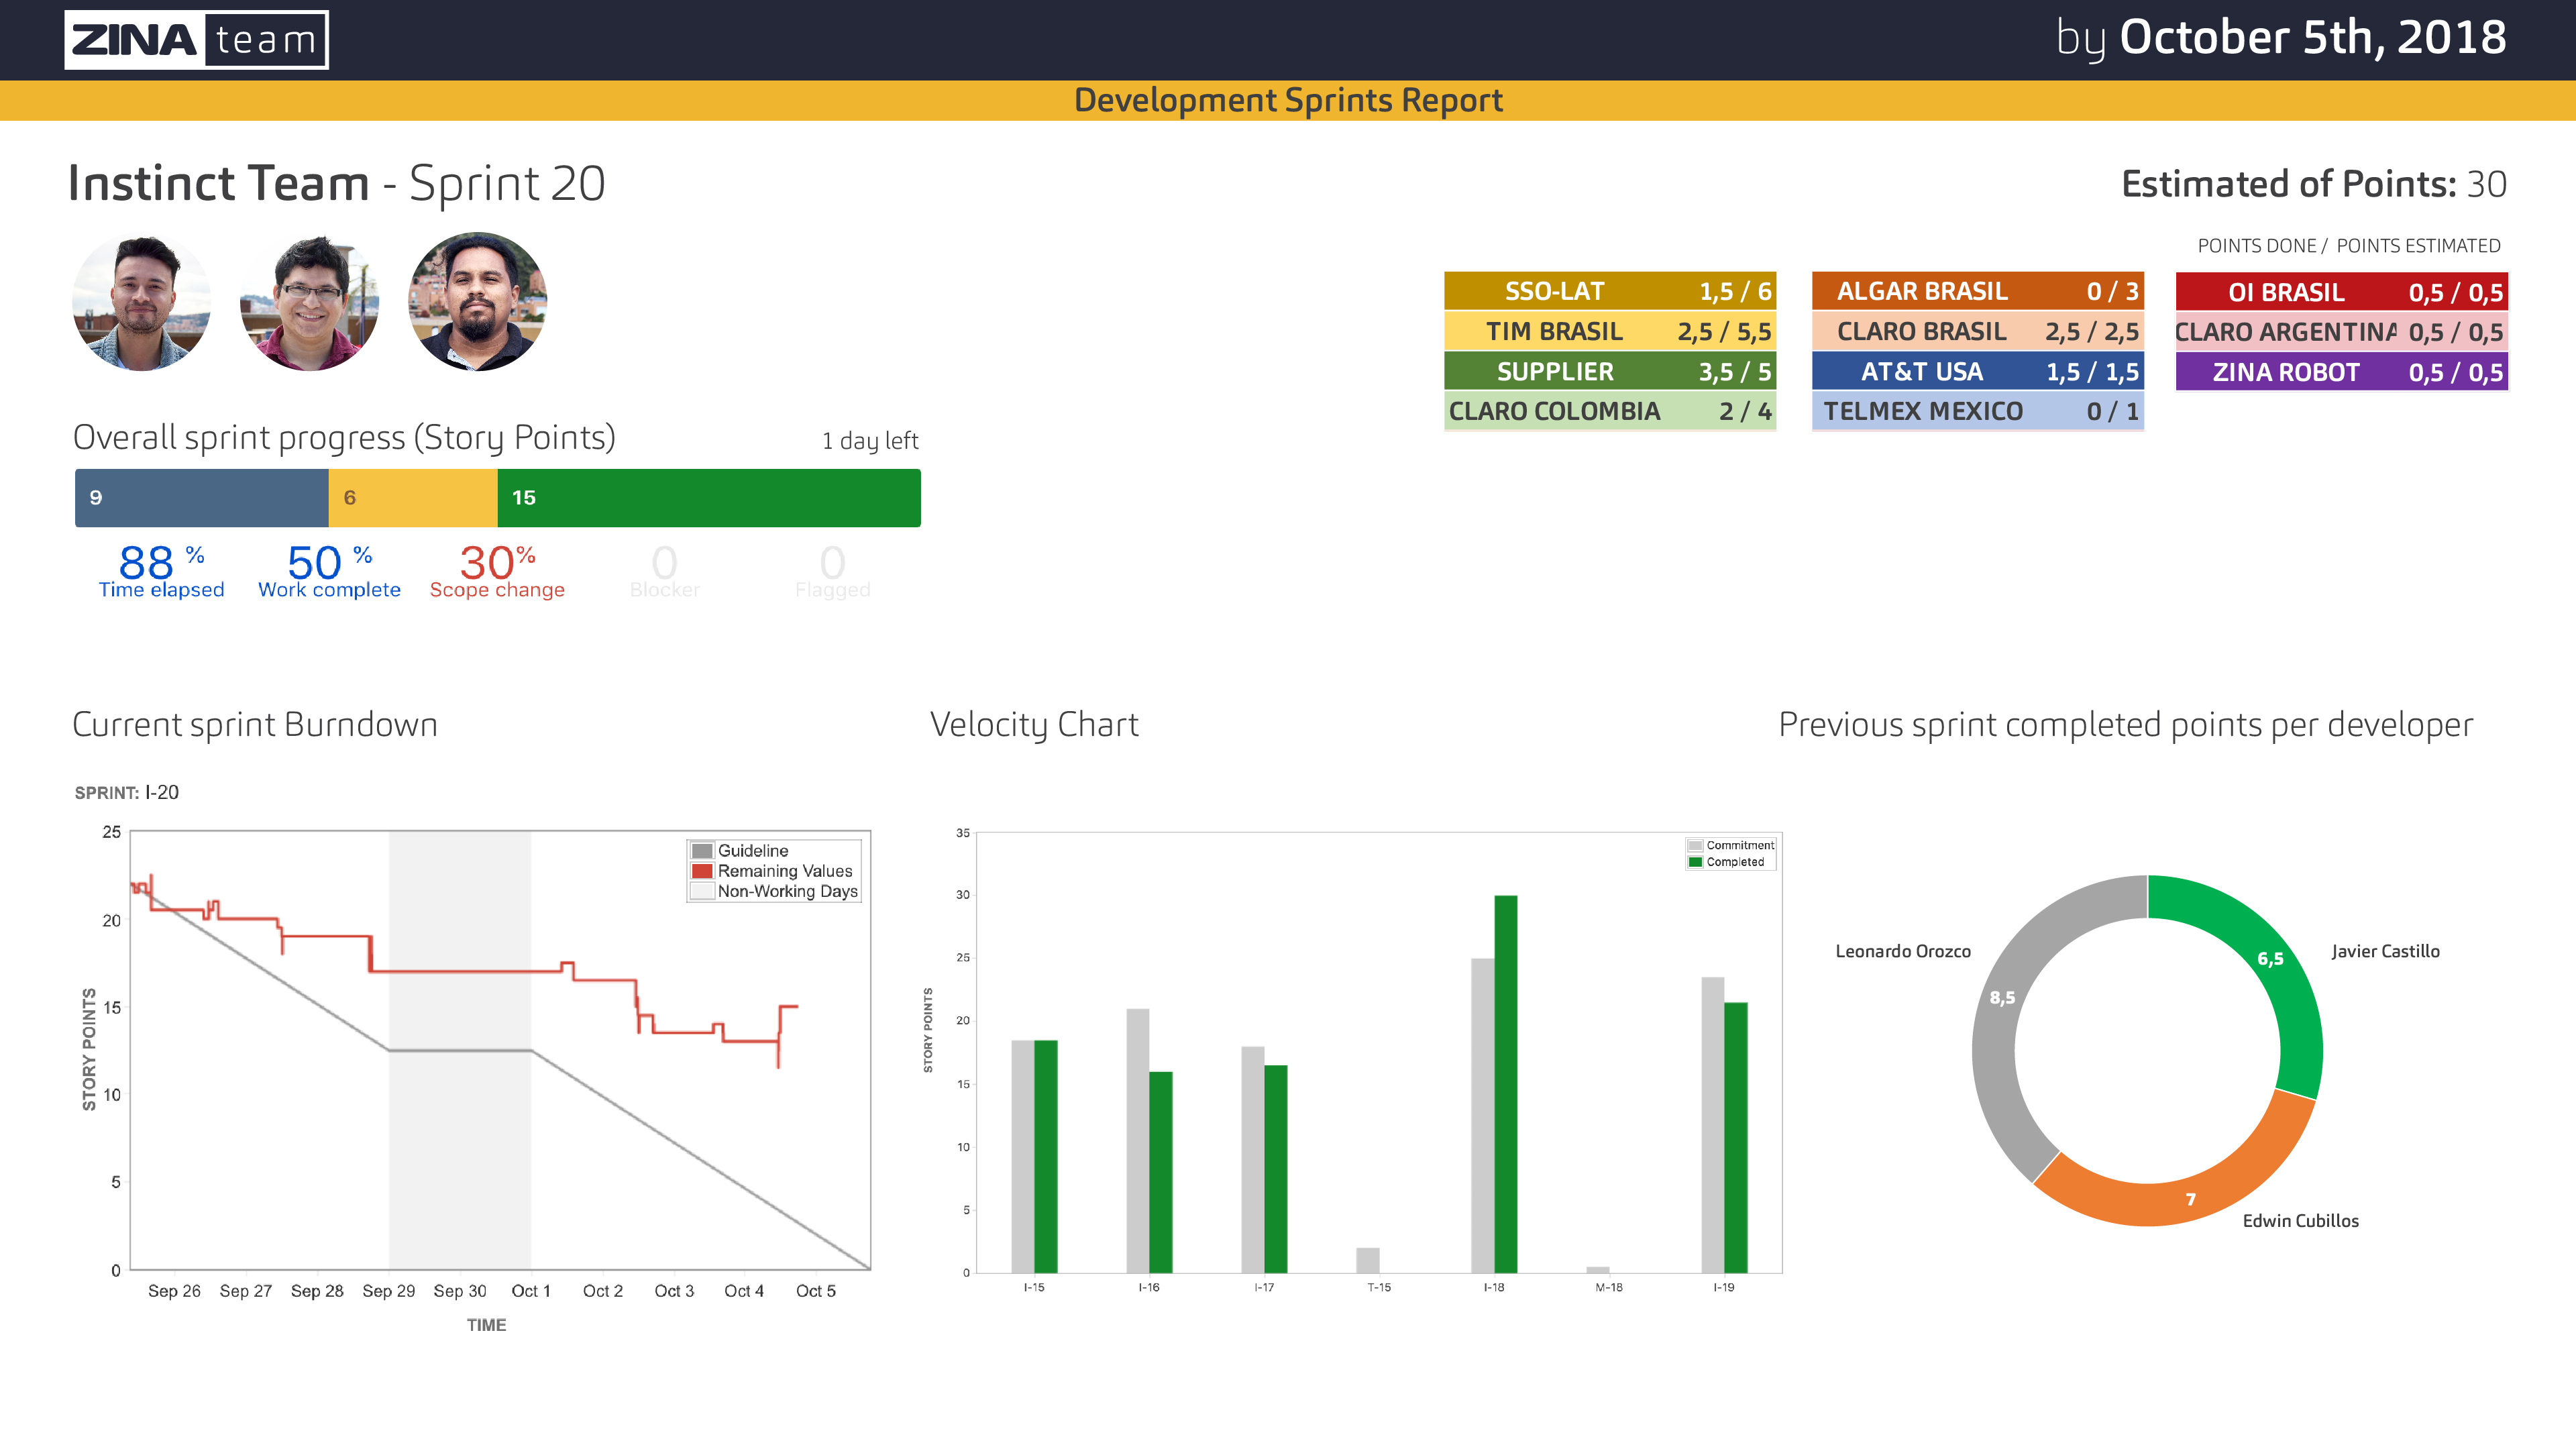 ZINA team
by October 5th, 2018
Development Sprints Report
Instinct Team - Sprint 20
Estimated of Points: 30
POINTS DONE / POINTS ESTIMATED
SSO-LAT 1,5 / 6
TIM BRASIL 2,5 / 5,5
SUPPLIER 3,5 / 5
CLARO COLOMBIA 2 / 4
ALGAR BRASIL 0 / 3
CLARO BRASIL 2,5 / 2,5
AT&T USA 1,5 / 1,5
TELMEX MEXICO 0 / 1
OI BRASIL 0,5 / 0,5
CLARO ARGENTINA 0,5 / 0,5
ZINA ROBOT 0,5 / 0,5
Overall sprint progress (Story Points) 1 day left
9 6 15
88 % 50 % 30% 0 0
Time elapsed Work complete Scope change Blocker Flagged
Current sprint Burndown
SPRINT: I-20
25
20
15
10
5
0
STORY POINTS
Guideline
Remaining Values
Non-Working Days
Sep 26 Sep 27 Sep 28 Sep 29 Sep 30 Oct 1 Oct 2 Oct 3 Oct 4 Oct 5
TIME
Velocity Chart
35
30
25
20
15
10
5
0
STORY POINTS
Commitment
Completed
I-15 I-16 I-17 T-15 I-18 M-18 I-19
Previous sprint completed points per developer
Leonardo Orozco
8,5
6,5
Javier Castillo
7
Edwin Cubillos